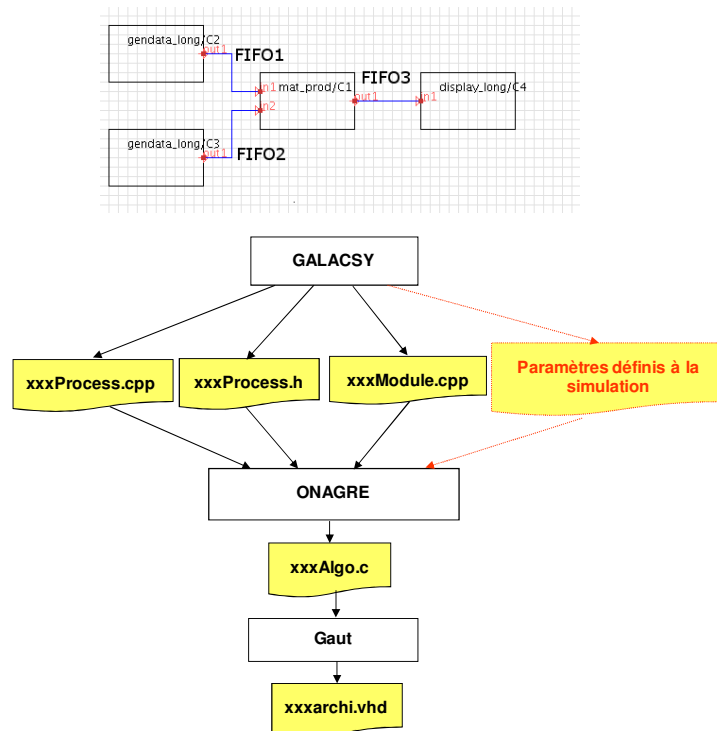 gendata_long/C2
out1
FIFO1
in1
mat_prod/C1
in2
out1
FIFO3
in1
display_long/C4
gendata_long/C3
out1
FIFO2
GALACSY
xxxProcess.cpp
xxxProcess.h
xxxModule.cpp
Paramètres définis à la
simulation
ONAGRE
xxxAlgo.c
Gaut
xxxarchi.vhd